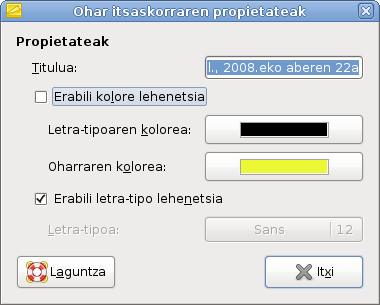 Ohar itsaskorraren propietateak
Propietateak
Titulua: l., 2008.eko aberen 22a
Erabili kolore lehenetsia
Letra-tipoaren kolorea:
Oharraren kolorea:
Erabili letra-tipo lehenetsia
Letra-tipoa: Sans 12
Laguntza Itxi